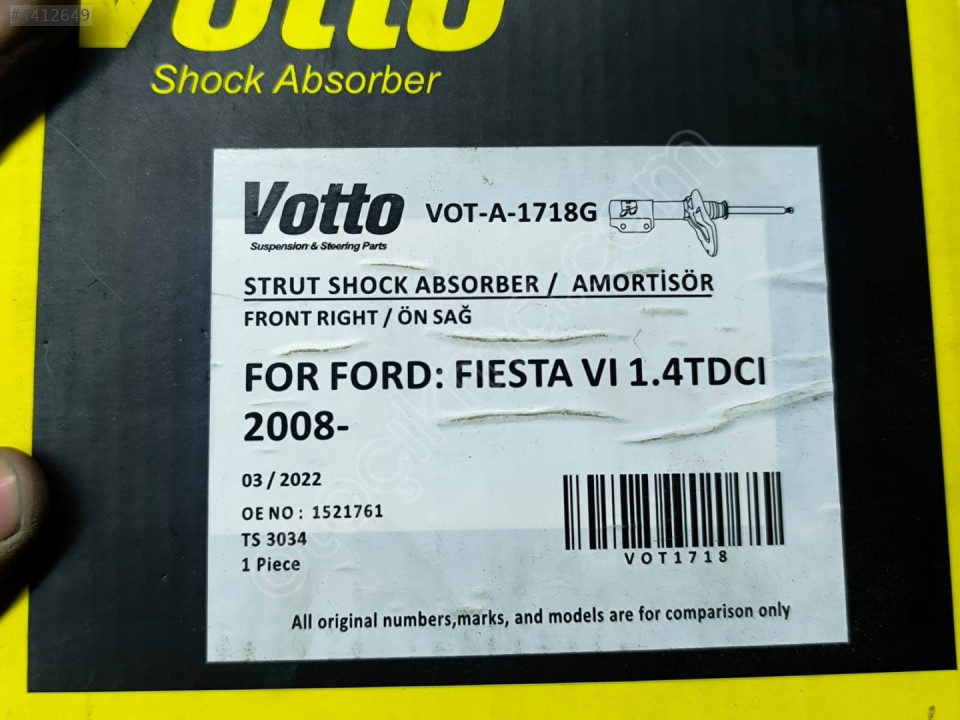 #4412649
Votto
Shock Absorber
Votto VOT-A-1718G
Suspension & Steering Parts
STRUT SHOCK ABSORBER / AMORTİSÖR
FRONT RIGHT / ÖN SAĞ
FOR FORD: FIESTA VI 1.4TDCI
2008-
03 / 2022
OE NO : 1521761
TS 3034
1 Piece
VOT1718
All original numbers,marks, and models are for comparison only